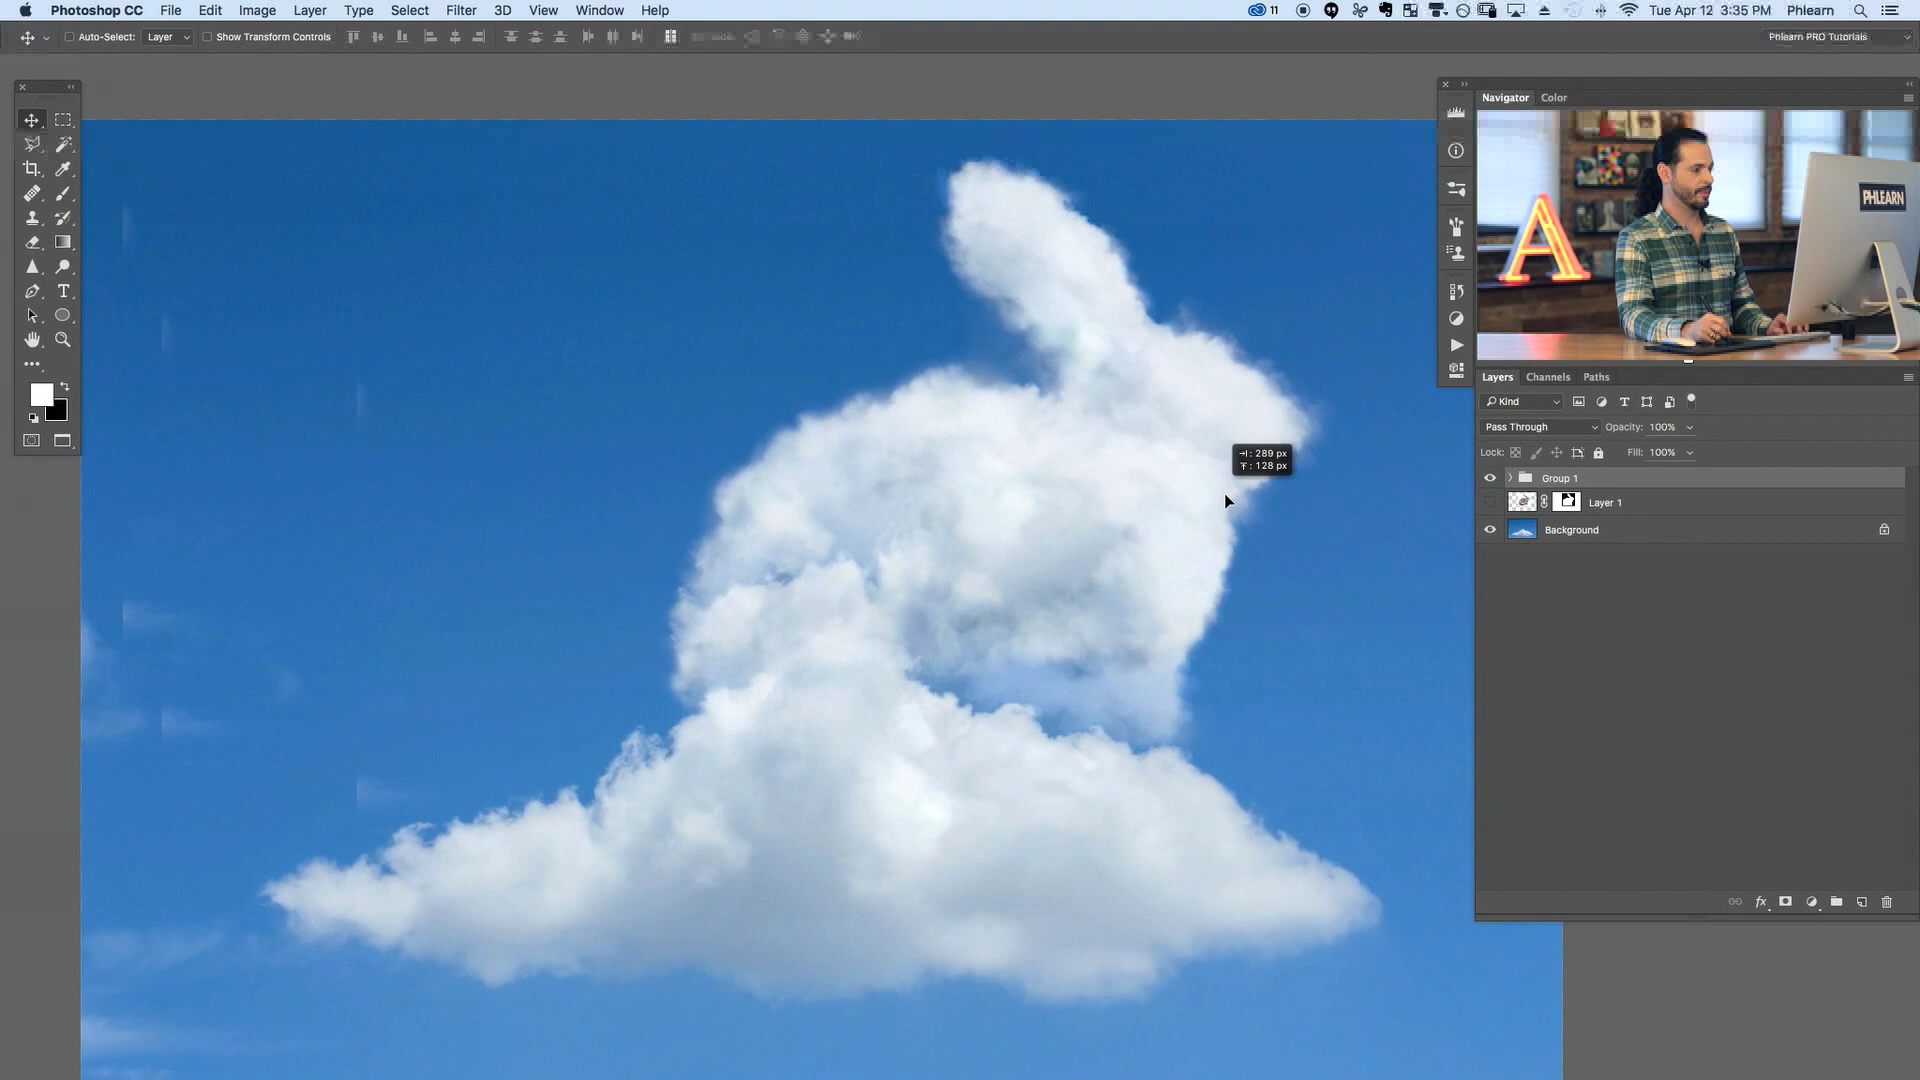 Photoshop CC File Edit Image Layer Type Select Filter 3D View Window Help 11 Tue Apr 12 3:35 PM Phlearn
Auto-Select: Layer Show Transform Controls Phlearn PRO Tutorials
Navigator Color
A
PHLEARN
T
Layers Channels Paths
Kind T
Pass Through Opacity: 100%
Lock: Fill: 100%
: 289 px
: 128 px
Group 1
Layer 1
Background
fx